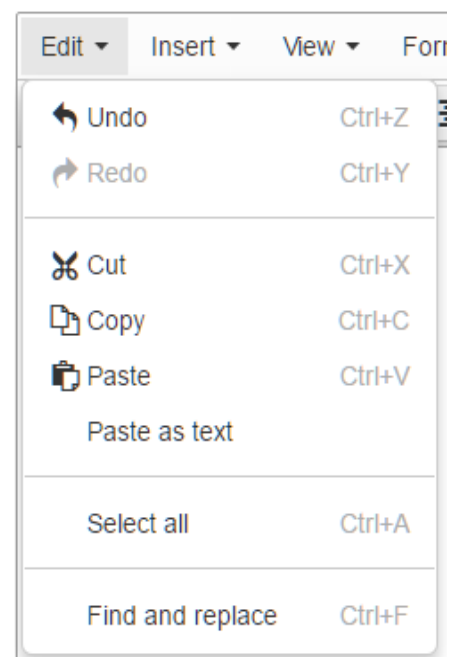 Edit Insert View
Undo Ctrl+Z
Redo Ctrl+Y
Cut Ctrl+X
Copy Ctrl+C
Paste Ctrl+V
Paste as text
Select all Ctrl+A
Find and replace Ctrl+F